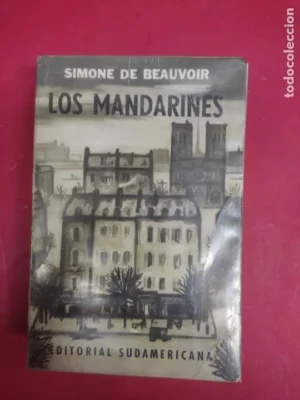 SIMONE DE BEAUVOIR
LOS MANDARINES
EDITORIAL SUDAMERICANA
todocoleccion